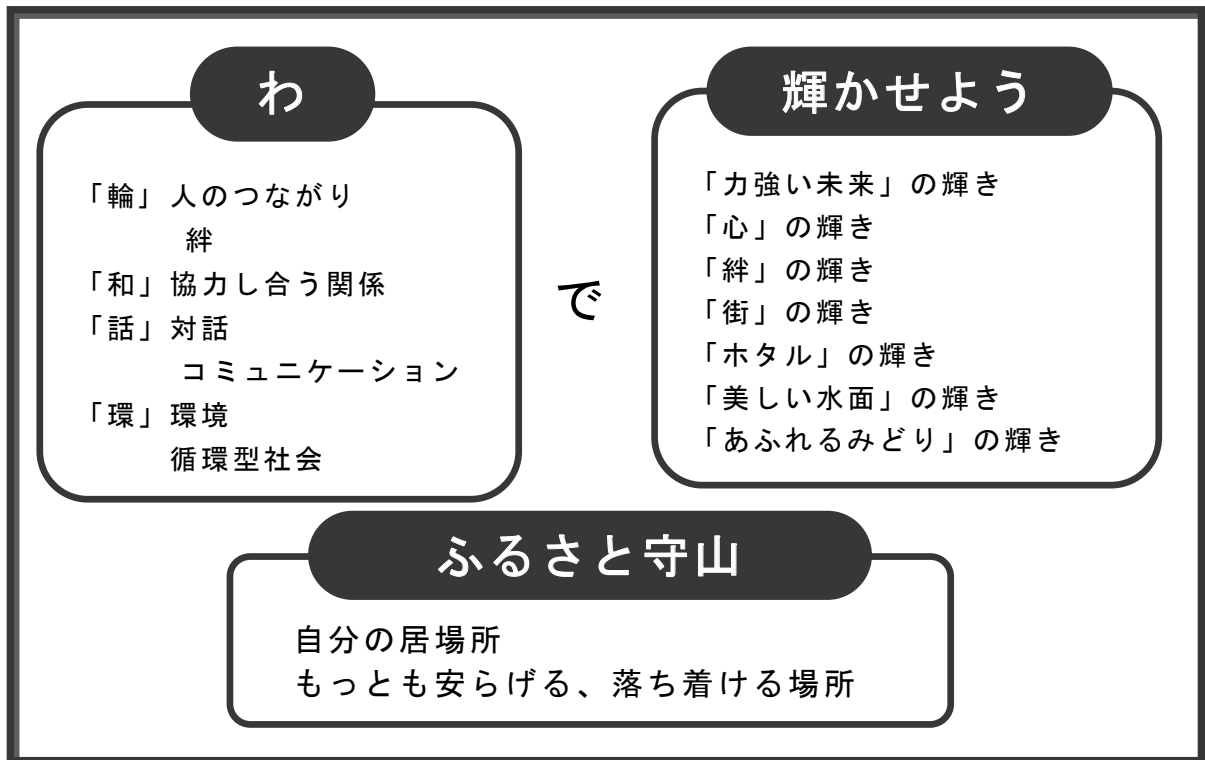 わ
「輪」人のつながり
絆
「和」協力し合う関係
「話」対話
コミュニケーション
「環」環境
循環型社会
で
輝かせよう
「力強い未来」の輝き
「心」の輝き
「絆」の輝き
「街」の輝き
「ホタル」の輝き
「美しい水面」の輝き
「あふれるみどり」の輝き
ふるさと守山
自分の居場所
もっとも安らげる、落ち着ける場所